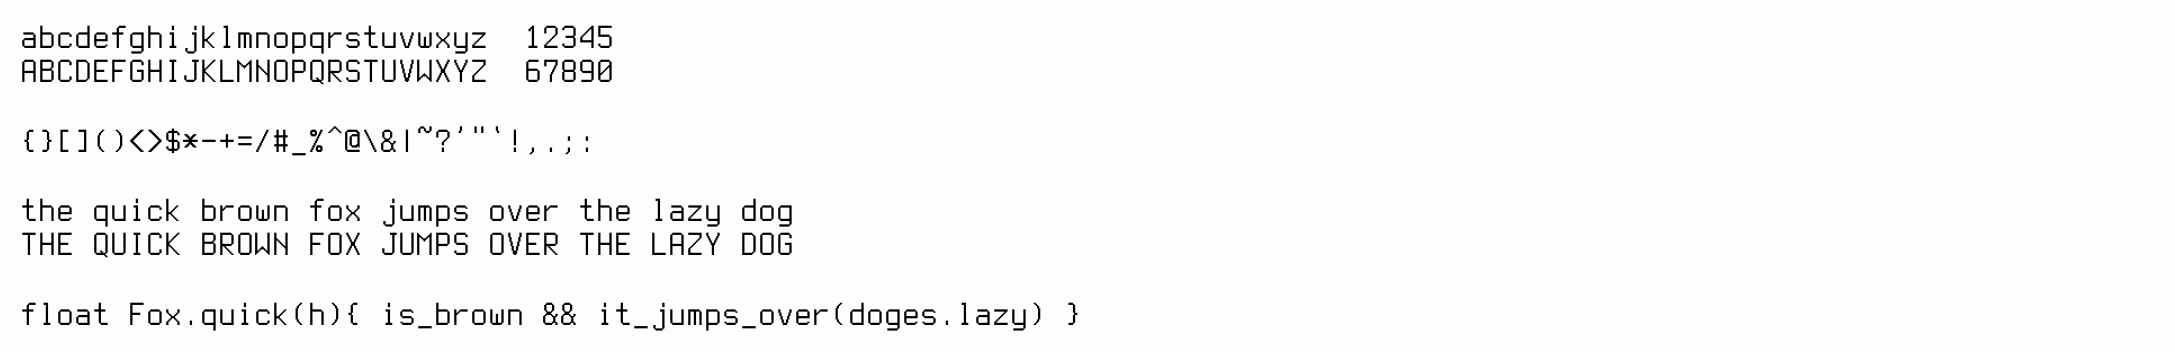 abcdefghijklmnopqrstuvwxyz  12345
ABCDEFGHIJKLMNOPQRSTUVWXYZ  67890
{}[]()<>$*-+=/#_%^@\&|~?'"`!,.;:
the quick brown fox jumps over the lazy dog
THE QUICK BROWN FOX JUMPS OVER THE LAZY DOG
float Fox.quick(h){ is_brown && it_jumps_over(doges.lazy) }